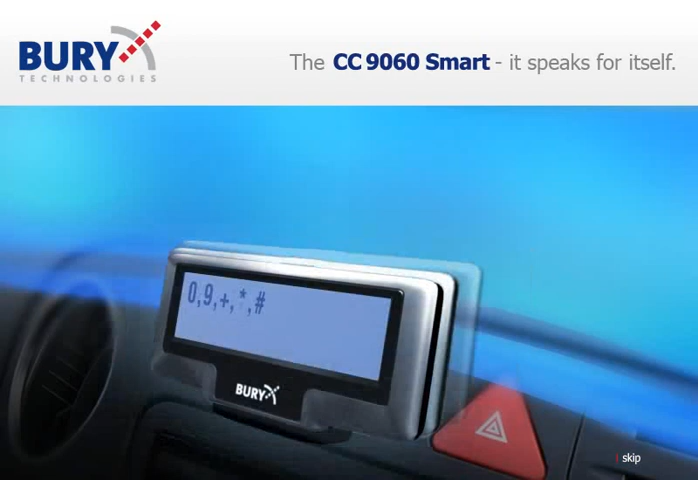 BURY
TECHNOLOGIES
The CC 9060 Smart - it speaks for itself.
0,9,+,*,#
BURY
| skip